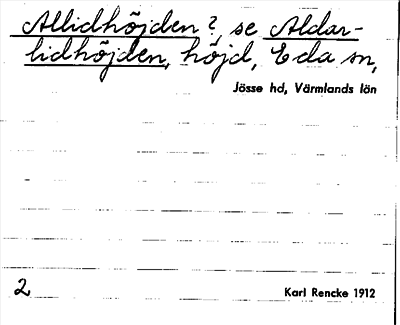 Allidhöjden?, se Aldar-
lidhöjden, höjd, Eda sn,
Jösse hd, Värmlands län
2
Karl Rencke 1912